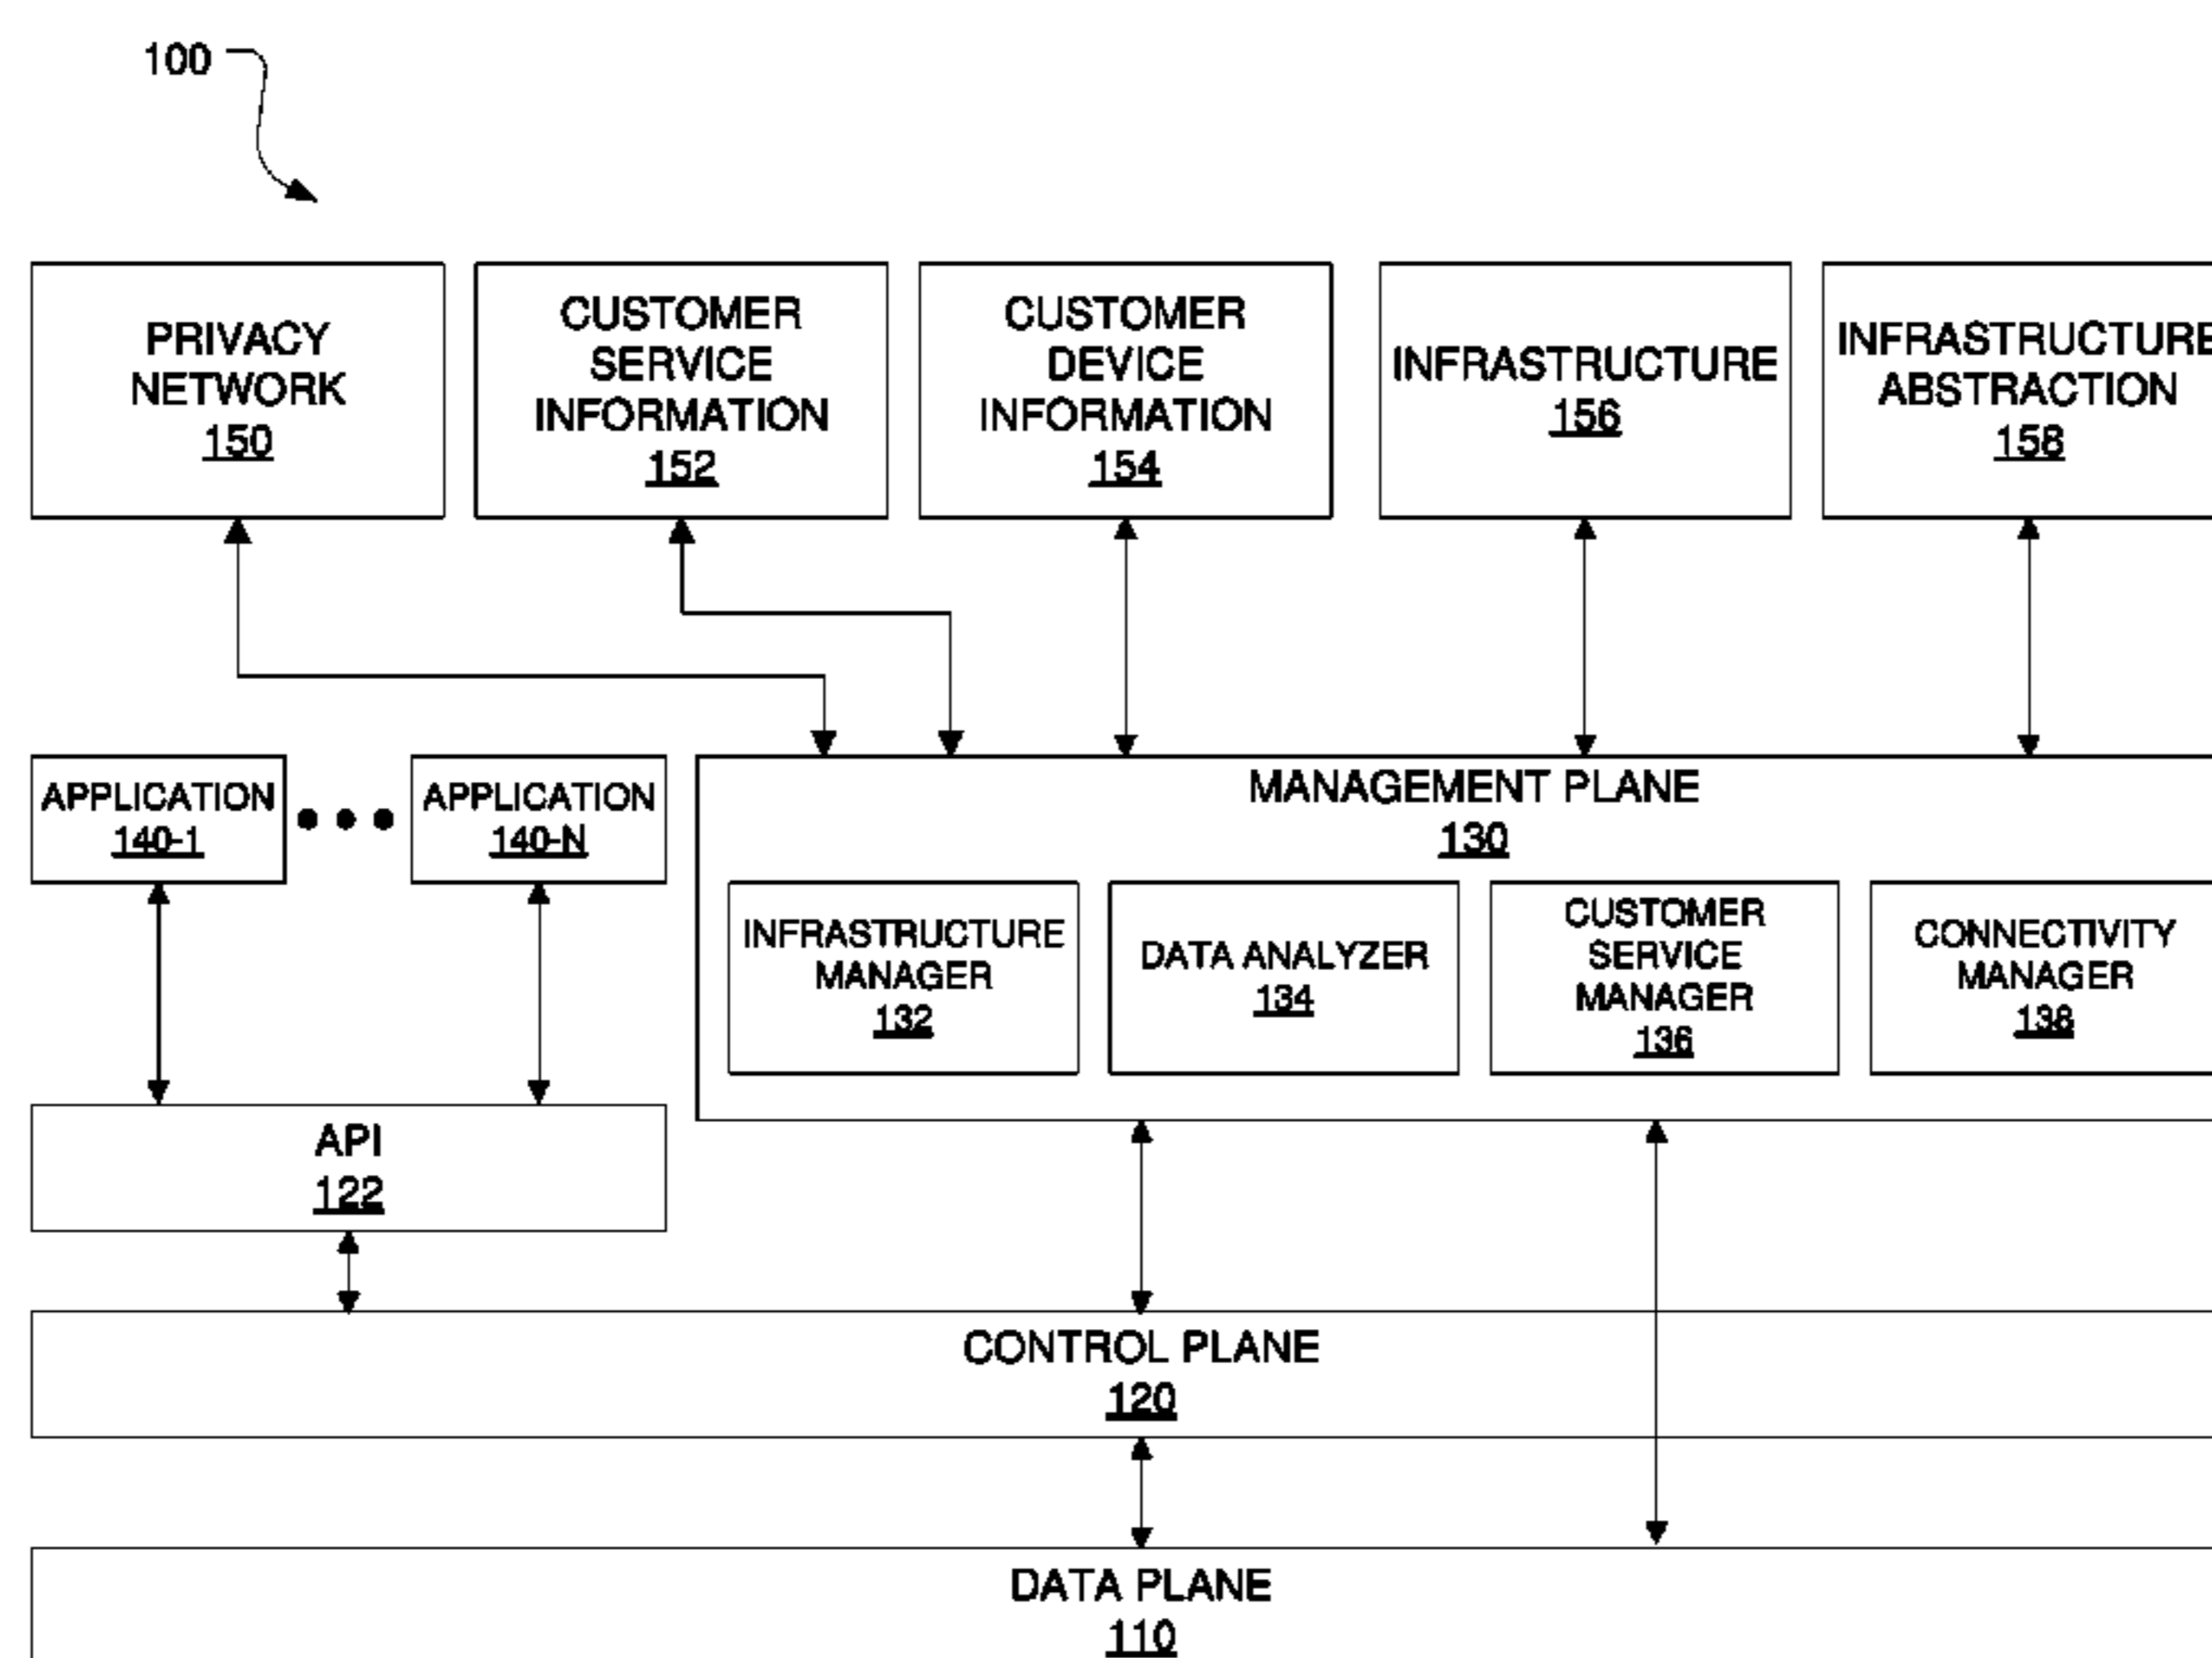 100
PRIVACY
NETWORK
150
CUSTOMER
SERVICE
INFORMATION
152
CUSTOMER
DEVICE
INFORMATION
154
INFRASTRUCTURE
156
INFRASTRUCTURE
ABSTRACTION
158
APPLICATION
140-1
APPLICATION
140-N
MANAGEMENT PLANE
130
INFRASTRUCTURE
MANAGER
132
DATA ANALYZER
134
CUSTOMER
SERVICE
MANAGER
136
CONNECTIVITY
MANAGER
138
API
122
CONTROL PLANE
120
DATA PLANE
110